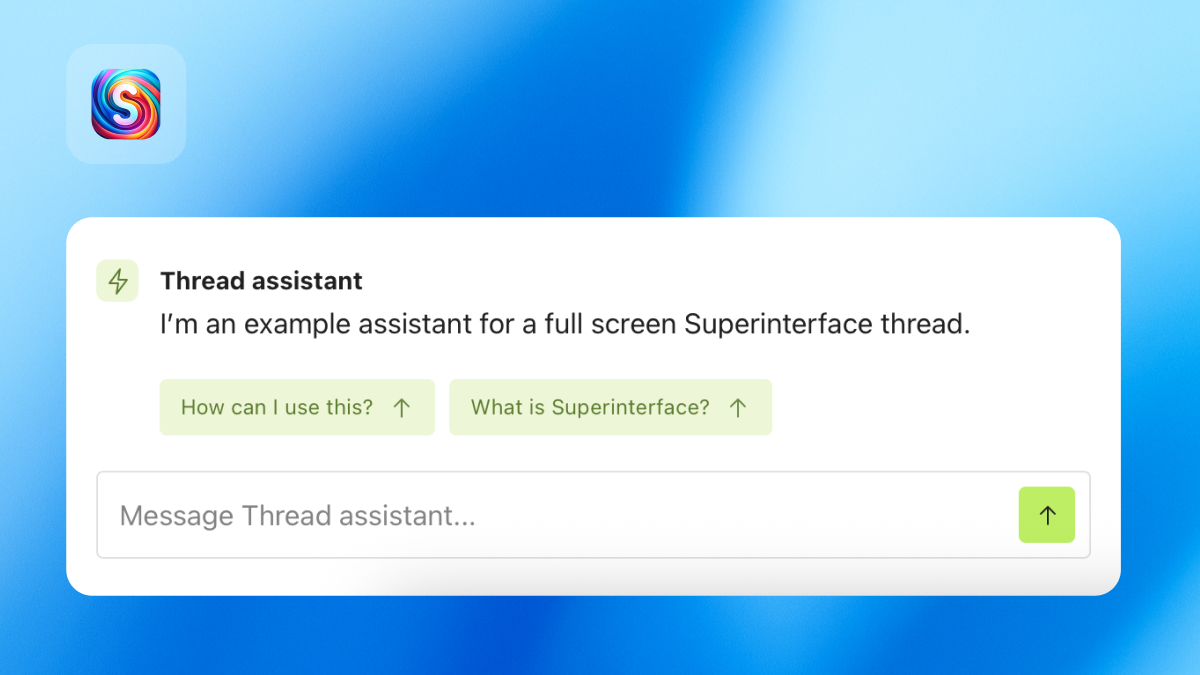 S
Thread assistant
I’m an example assistant for a full screen Superinterface thread.
How can I use this? ↑ What is Superinterface? ↑
Message Thread assistant...